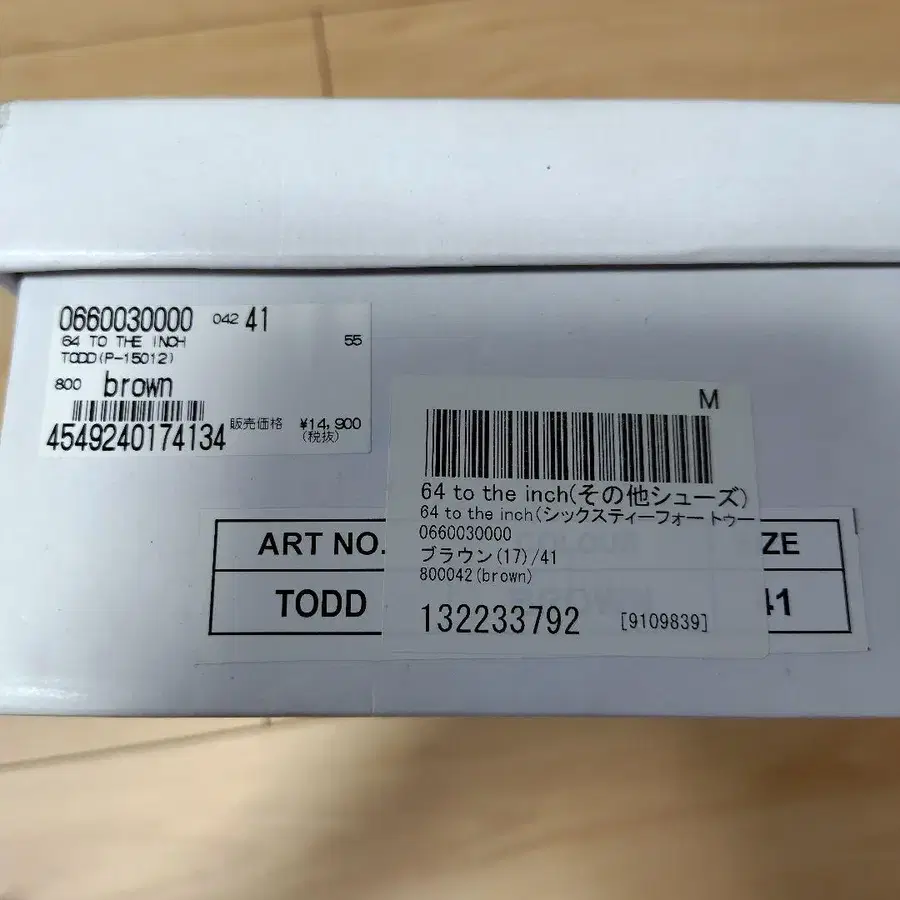 0660030000 042 41
64 TO THE INCH 55
TODD(P-15012)
800 brown
4549240174134 販売価格 ¥14,900
(税抜)
M
64 to the inch(その他シューズ)
64 to the inch(シックスティーフォー トゥー
0660030000
ブラウン(17)/41
800042(brown)
132233792 [9109839]
ART NO. COLOUR ZE
TODD BROWN 41